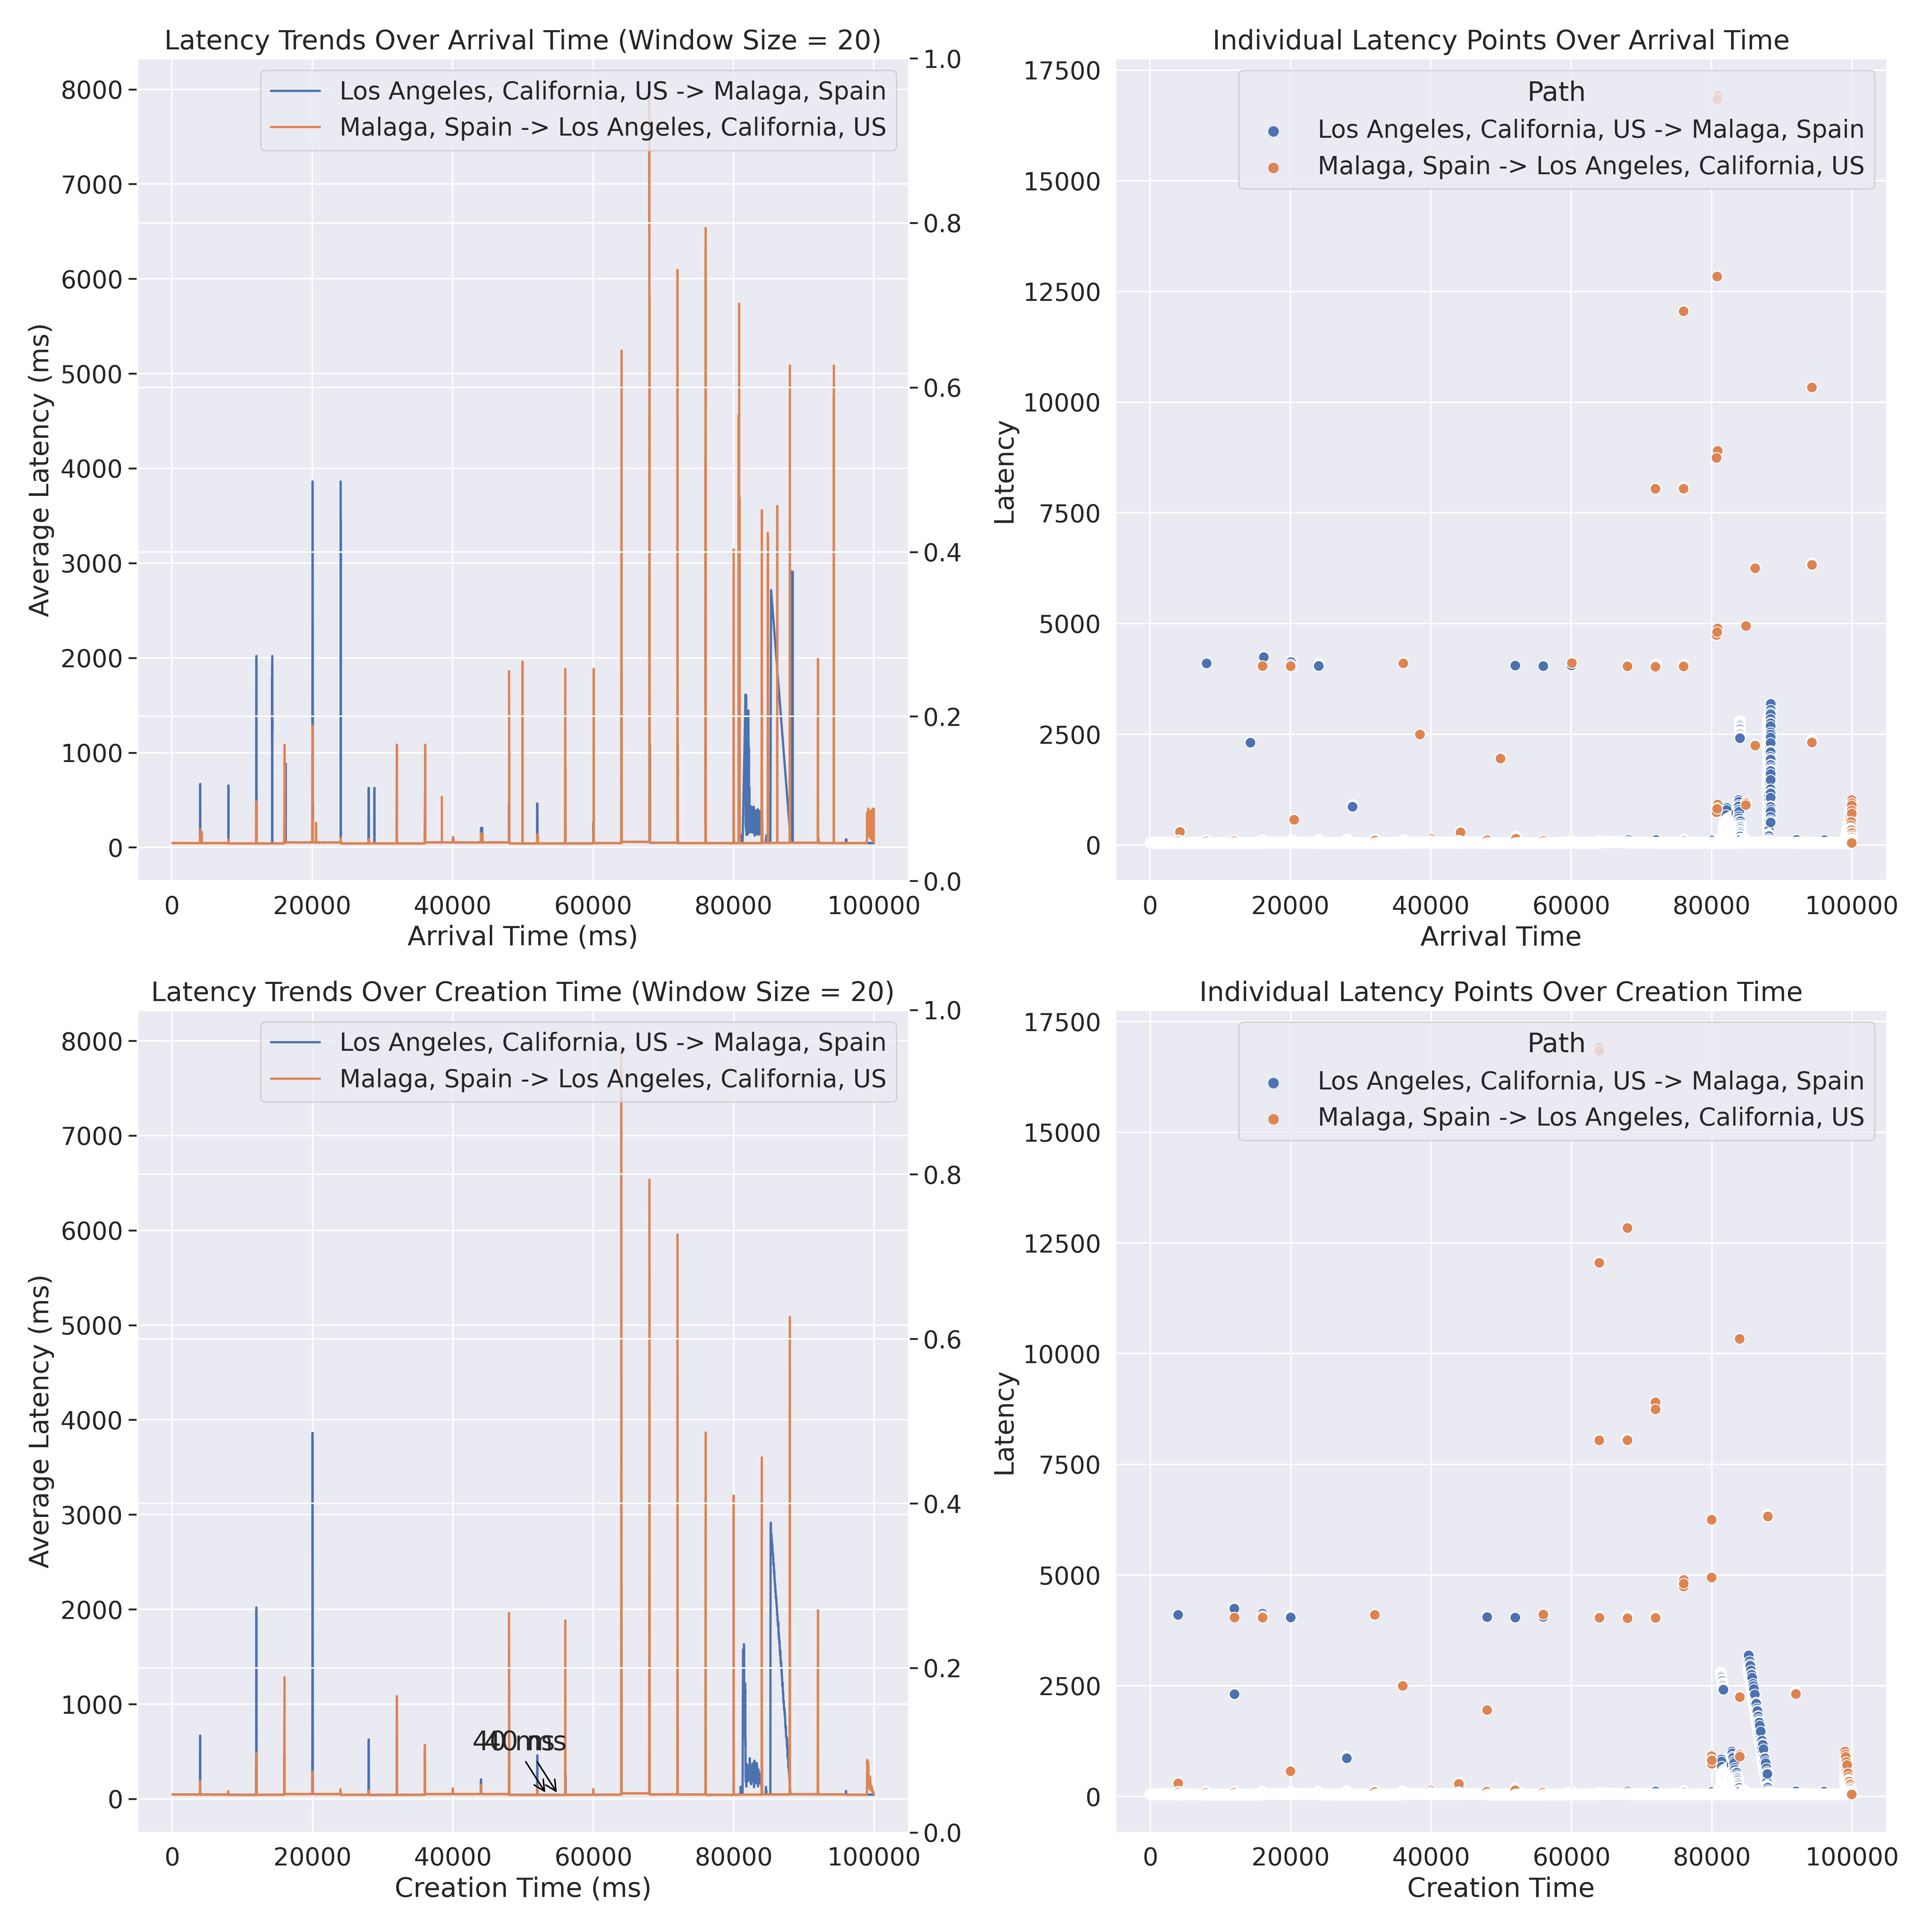 Latency Trends Over Arrival Time (Window Size = 20)
Los Angeles, California, US -> Malaga, Spain
Malaga, Spain -> Los Angeles, California, US
Average Latency (ms)
8000
7000
6000
5000
4000
3000
2000
1000
0
1.0
0.8
0.6
0.4
0.2
0.0
0 20000 40000 60000 80000 100000
Arrival Time (ms)
Individual Latency Points Over Arrival Time
Path
Los Angeles, California, US -> Malaga, Spain
Malaga, Spain -> Los Angeles, California, US
Latency
17500
15000
12500
10000
7500
5000
2500
0
0 20000 40000 60000 80000 100000
Arrival Time
Latency Trends Over Creation Time (Window Size = 20)
Los Angeles, California, US -> Malaga, Spain
Malaga, Spain -> Los Angeles, California, US
Average Latency (ms)
8000
7000
6000
5000
4000
3000
2000
1000
0
40 ms
40 ms
1.0
0.8
0.6
0.4
0.2
0.0
0 20000 40000 60000 80000 100000
Creation Time (ms)
Individual Latency Points Over Creation Time
Path
Los Angeles, California, US -> Malaga, Spain
Malaga, Spain -> Los Angeles, California, US
Latency
17500
15000
12500
10000
7500
5000
2500
0
0 20000 40000 60000 80000 100000
Creation Time